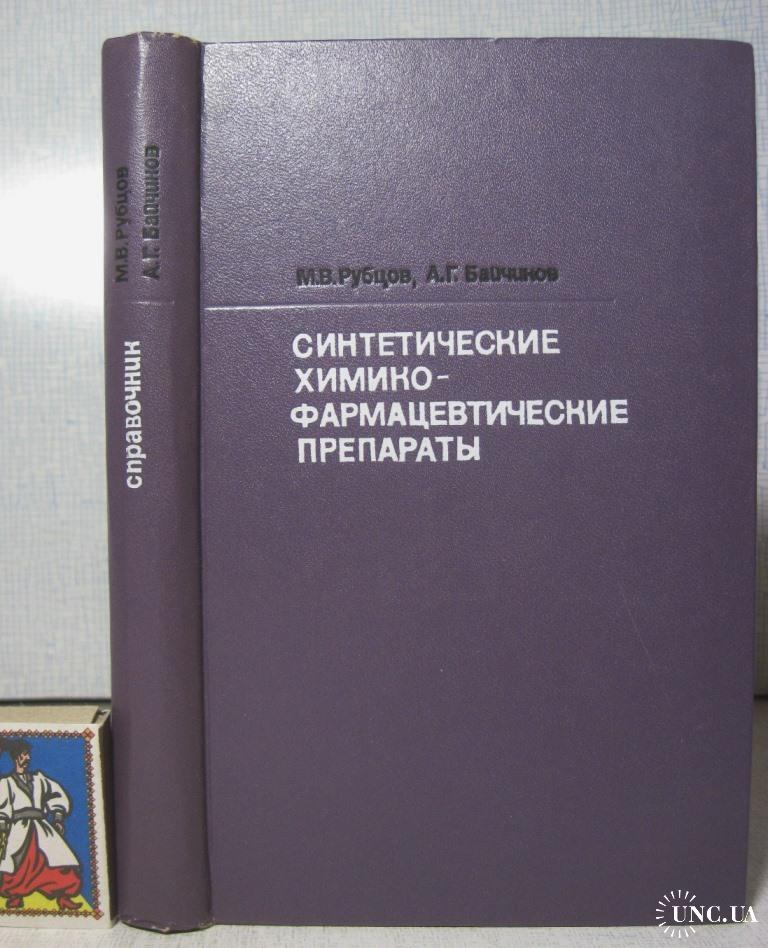 М.В.Рубцов
А.Г.Байчиков
справочник
М.В.Рубцов, А.Г.Байчиков
СИНТЕТИЧЕСКИЕ
ХИМИКО-
ФАРМАЦЕВТИЧЕСКИЕ
ПРЕПАРАТЫ
UNC.UA